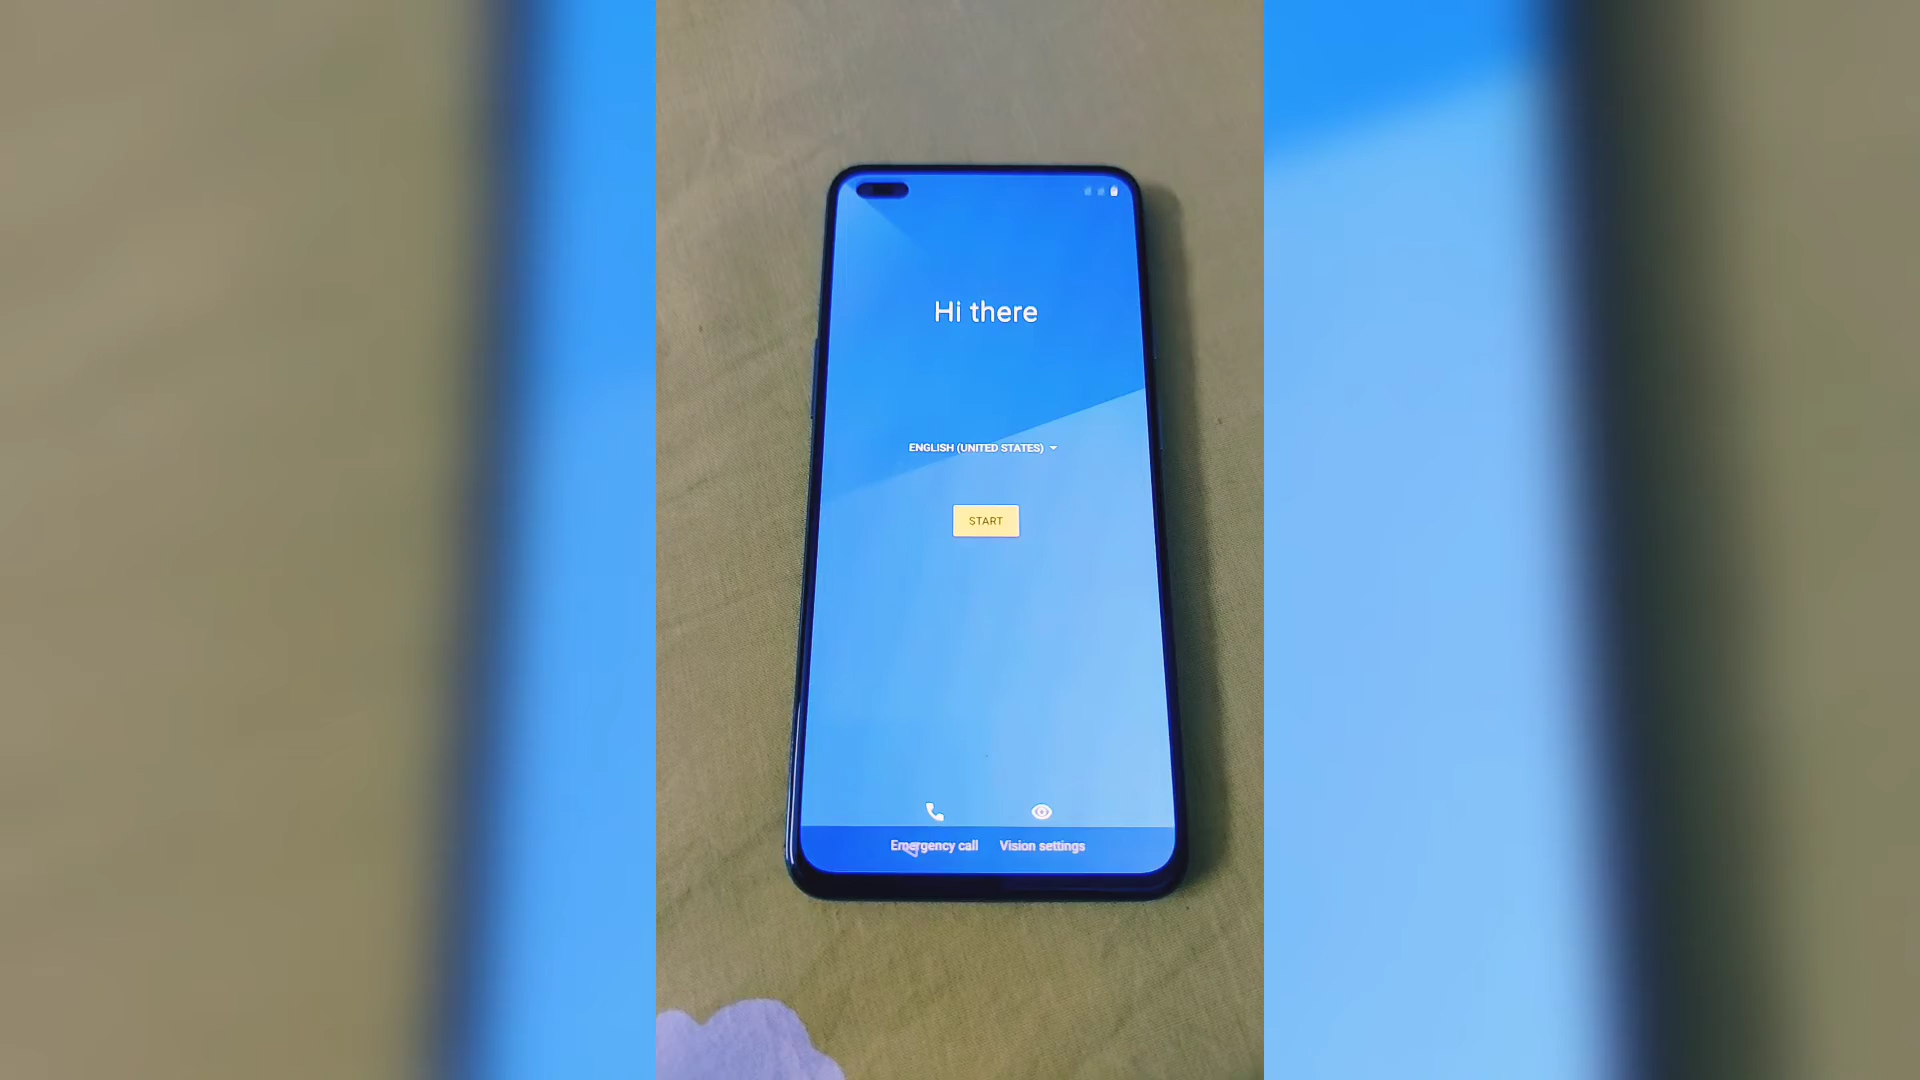 Hi there
ENGLISH (UNITED STATES)
START
Emergency call
Vision settings